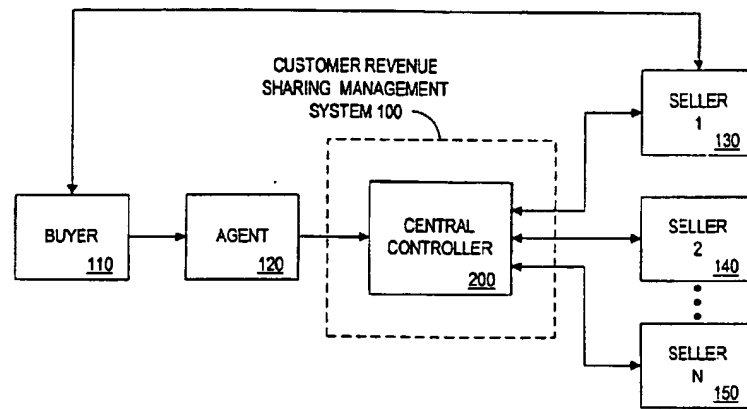 CUSTOMER REVENUE
SHARING MANAGEMENT
SYSTEM 100
SELLER
1
130
BUYER
110
AGENT
120
CENTRAL
CONTROLLER
200
SELLER
2
140
SELLER
N
150